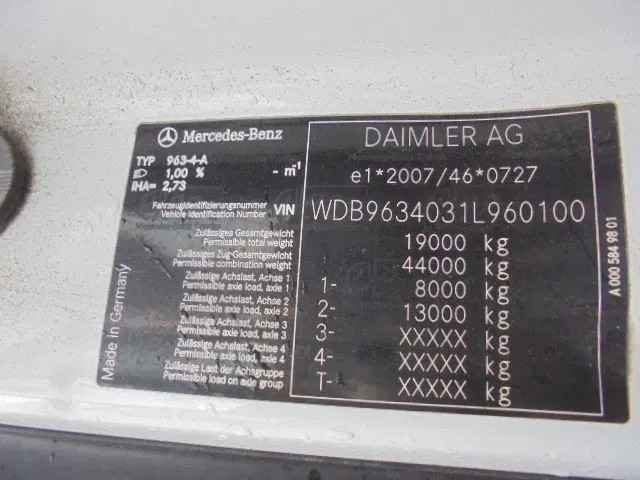 Mercedes-Benz
DAIMLER AG
TYP 963-4-A
1,00 % - m⁻¹
IHA= 2,73
e1*2007/46*0727
Fahrzeugidentifizierungsnummer
Vehicle Identification Number VIN WDB9634031L960100
Zulässiges Gesamtgewicht
Permissible total weight 19000 kg
Zulässiges Zug-Gesamtgewicht
Permissible combination weight 44000 kg
Zulässige Achslast, Achse 1
Permissible axle load, axle 1 1- 8000 kg
Zulässige Achslast, Achse 2
Permissible axle load, axle 2 2- 13000 kg
Zulässige Achslast, Achse 3
Permissible axle load, axle 3 3- XXXXX kg
Zulässige Achslast, Achse 4
Permissible axle load, axle 4 4- XXXXX kg
Zulässige Last der Achsgruppe
Permissible load on axle group T- XXXXX kg
Made in Germany
A 000 584 98 01